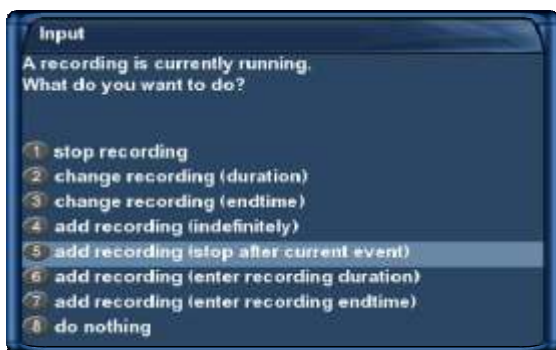 Input
A recording is currently running.
What do you want to do?
1 stop recording
2 change recording (duration)
3 change recording (endtime)
4 add recording (indefinitely)
5 add recording (stop after current event)
6 add recording (enter recording duration)
7 add recording (enter recording endtime)
8 do nothing